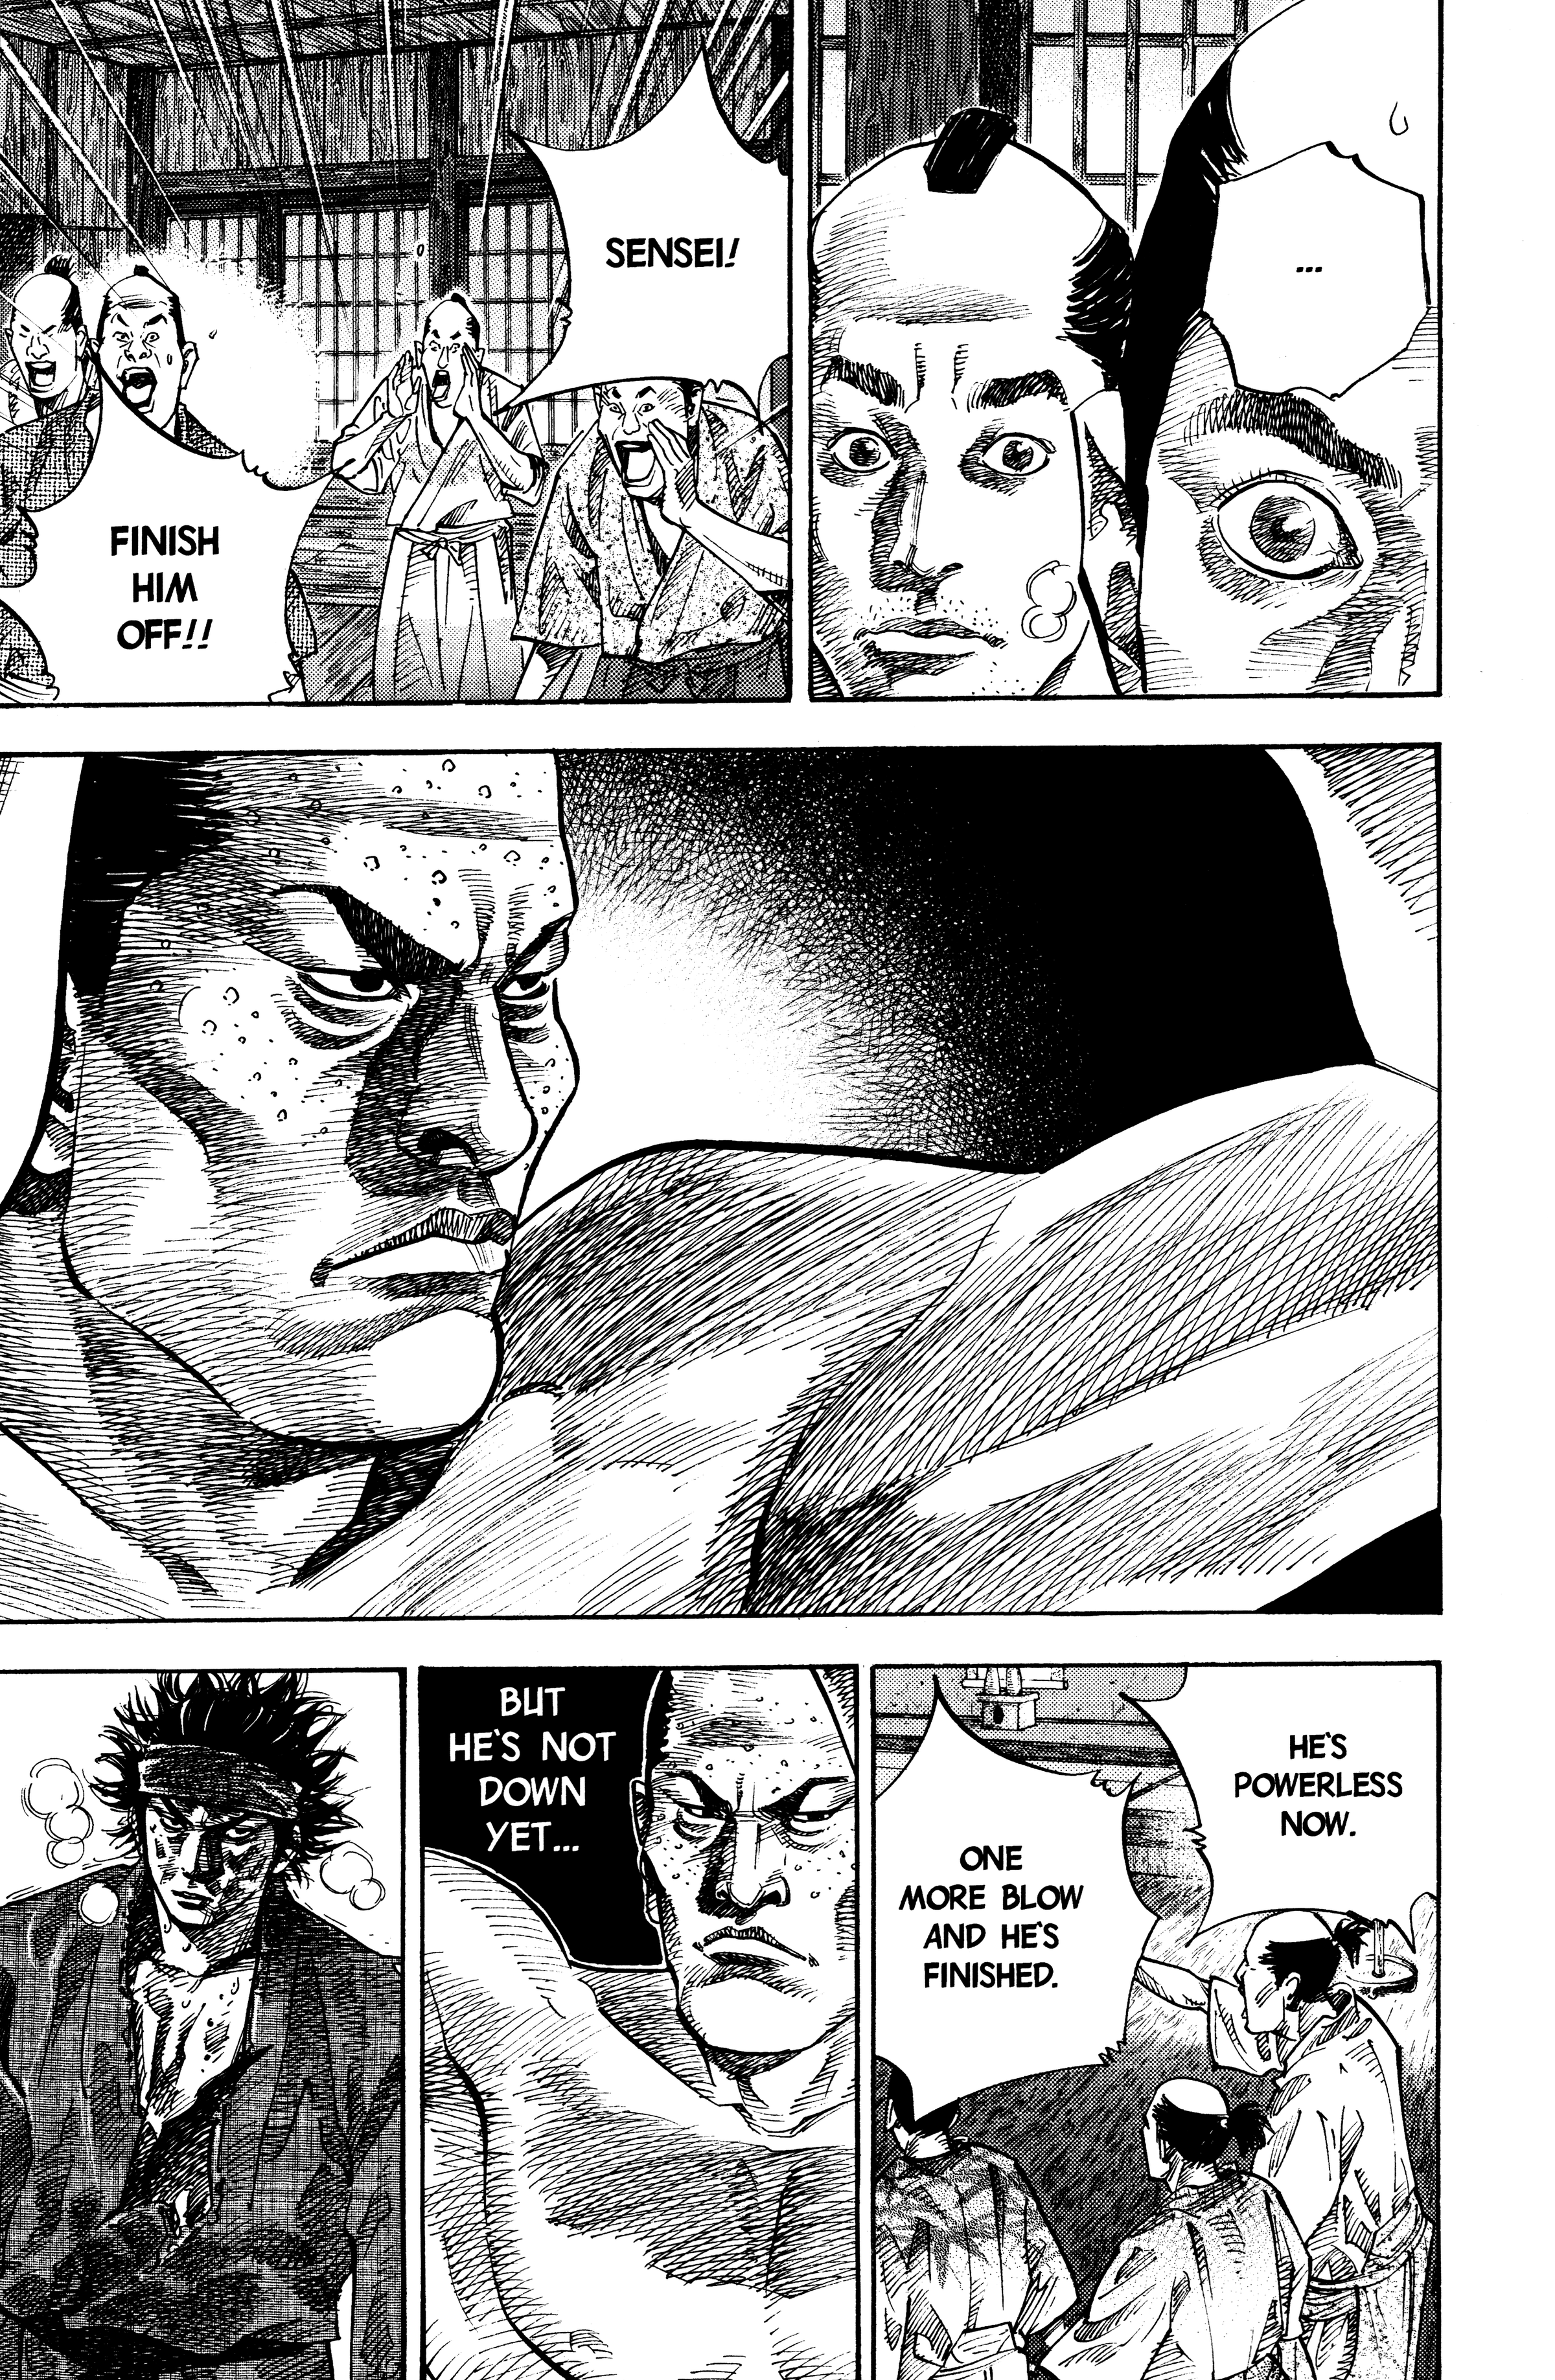 ...
SENSEI!
FINISH
HIM
OFF!!
HE'S
POWERLESS
NOW.
ONE
MORE BLOW
AND HE'S
FINISHED.
BUT
HE'S NOT
DOWN
YET...